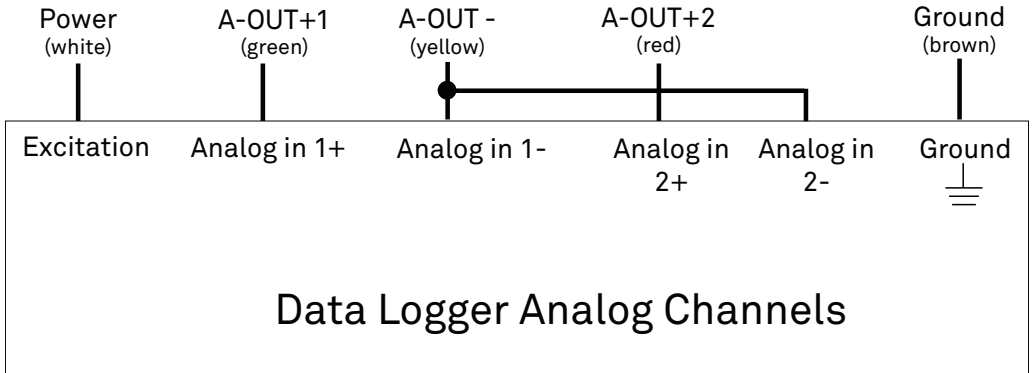 Power A-OUT+1 A-OUT - A-OUT+2 Ground
(white) (green) (yellow) (red) (brown)
Excitation Analog in 1+ Analog in 1- Analog in Analog in Ground
2+ 2-
Data Logger Analog Channels